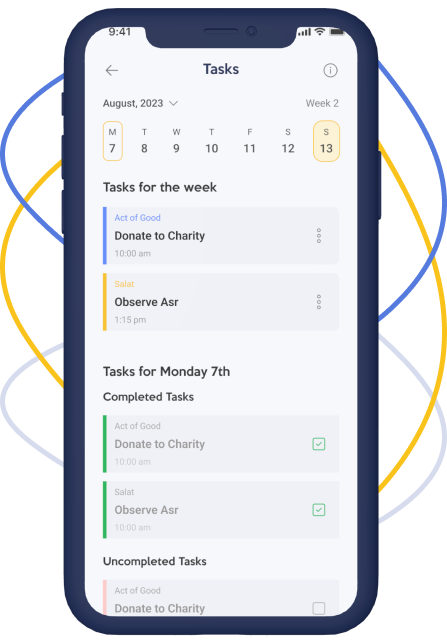 9:41
Tasks
August, 2023
Week 2
M T W T F S S
7 8 9 10 11 12 13
Tasks for the week
Act of Good
Donate to Charity
10:00 am
Salat
Observe Asr
1:15 pm
Tasks for Monday 7th
Completed Tasks
Act of Good
Donate to Charity
10:00 am
Salat
Observe Asr
10:00 am
Uncompleted Tasks
Act of Good
Donate to Charity